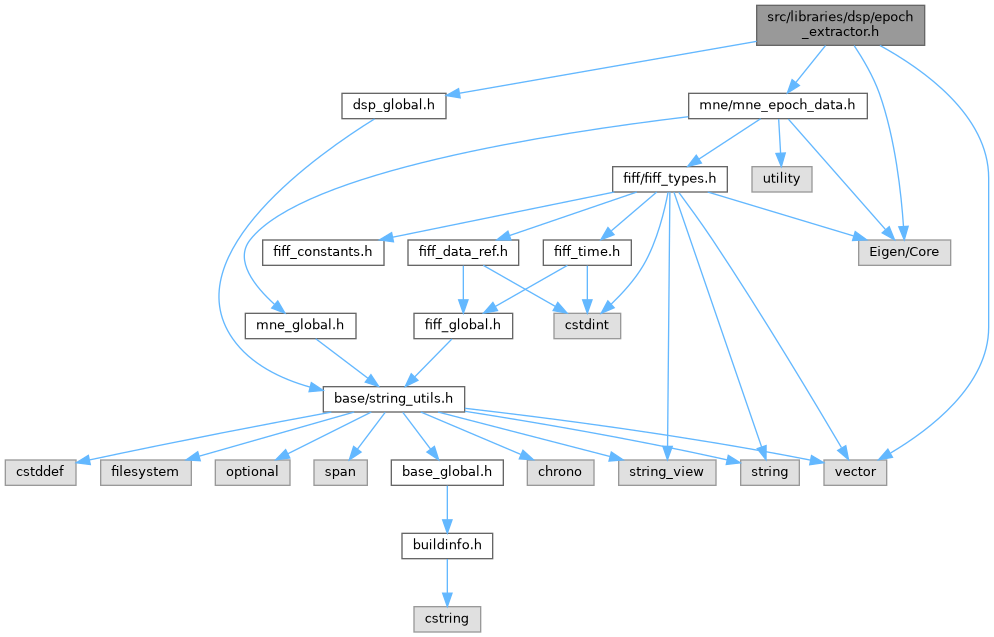 src/libraries/dsp/epoch
_extractor.h
dsp_global.h
mne/mne_epoch_data.h
fiff/fiff_types.h
utility
fiff_constants.h
fiff_data_ref.h
fiff_time.h
Eigen/Core
mne_global.h
fiff_global.h
cstdint
base/string_utils.h
cstddef
filesystem
optional
span
base_global.h
chrono
string_view
string
vector
buildinfo.h
cstring